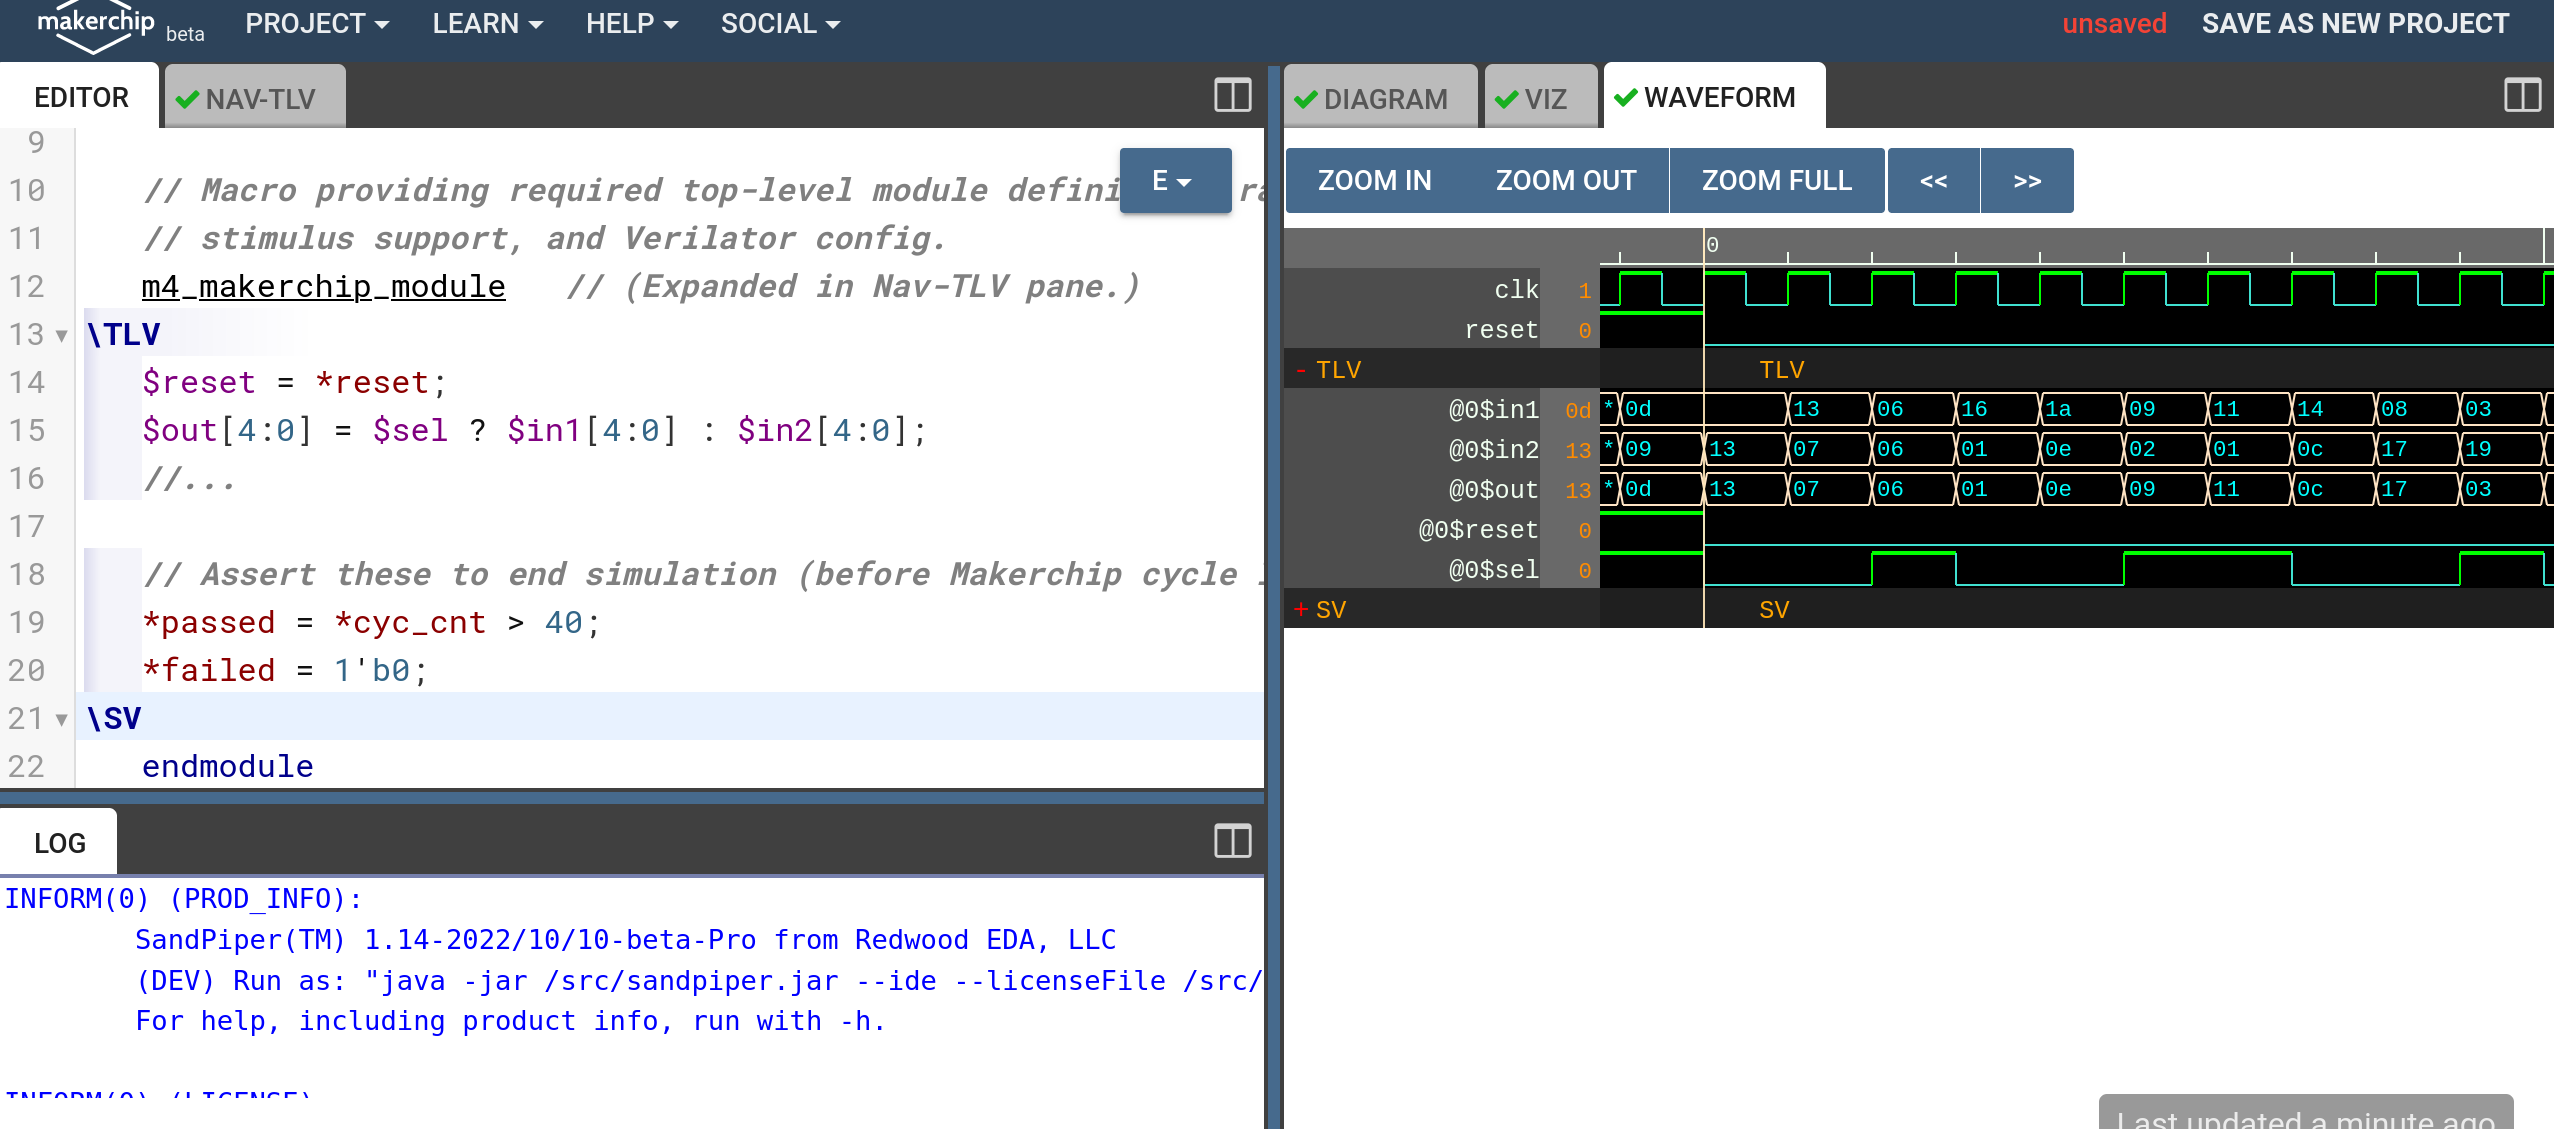 makerchip beta PROJECT LEARN HELP SOCIAL unsaved SAVE AS NEW PROJECT
EDITOR NAV-TLV
9
10 // Macro providing required top-level module defini
11 // stimulus support, and Verilator config.
12 m4_makerchip_module // (Expanded in Nav-TLV pane.)
13 \TLV
14 $reset = *reset;
15 $out[4:0] = $sel ? $in1[4:0] : $in2[4:0];
16 //...
17
18 // Assert these to end simulation (before Makerchip cycle
19 *passed = *cyc_cnt > 40;
20 *failed = 1'b0;
21 \SV
22 endmodule
E
LOG
INFORM(0) (PROD_INFO):
SandPiper(TM) 1.14-2022/10/10-beta-Pro from Redwood EDA, LLC
(DEV) Run as: "java -jar /src/sandpiper.jar --ide --licenseFile /src/
For help, including product info, run with -h.
INFORM(0) (LICENSE)
DIAGRAM VIZ WAVEFORM
ZOOM IN ZOOM OUT ZOOM FULL << >>
0
clk 1
reset 0
- TLV TLV
@0$in1 0d * 0d 13 06 16 1a 09 11 14 08 03
@0$in2 13 * 09 13 07 06 01 0e 02 01 0c 17 19
@0$out 13 * 0d 13 07 06 01 0e 09 11 0c 17 03
@0$reset 0
@0$sel 0
+ SV SV
Last updated a minute ago